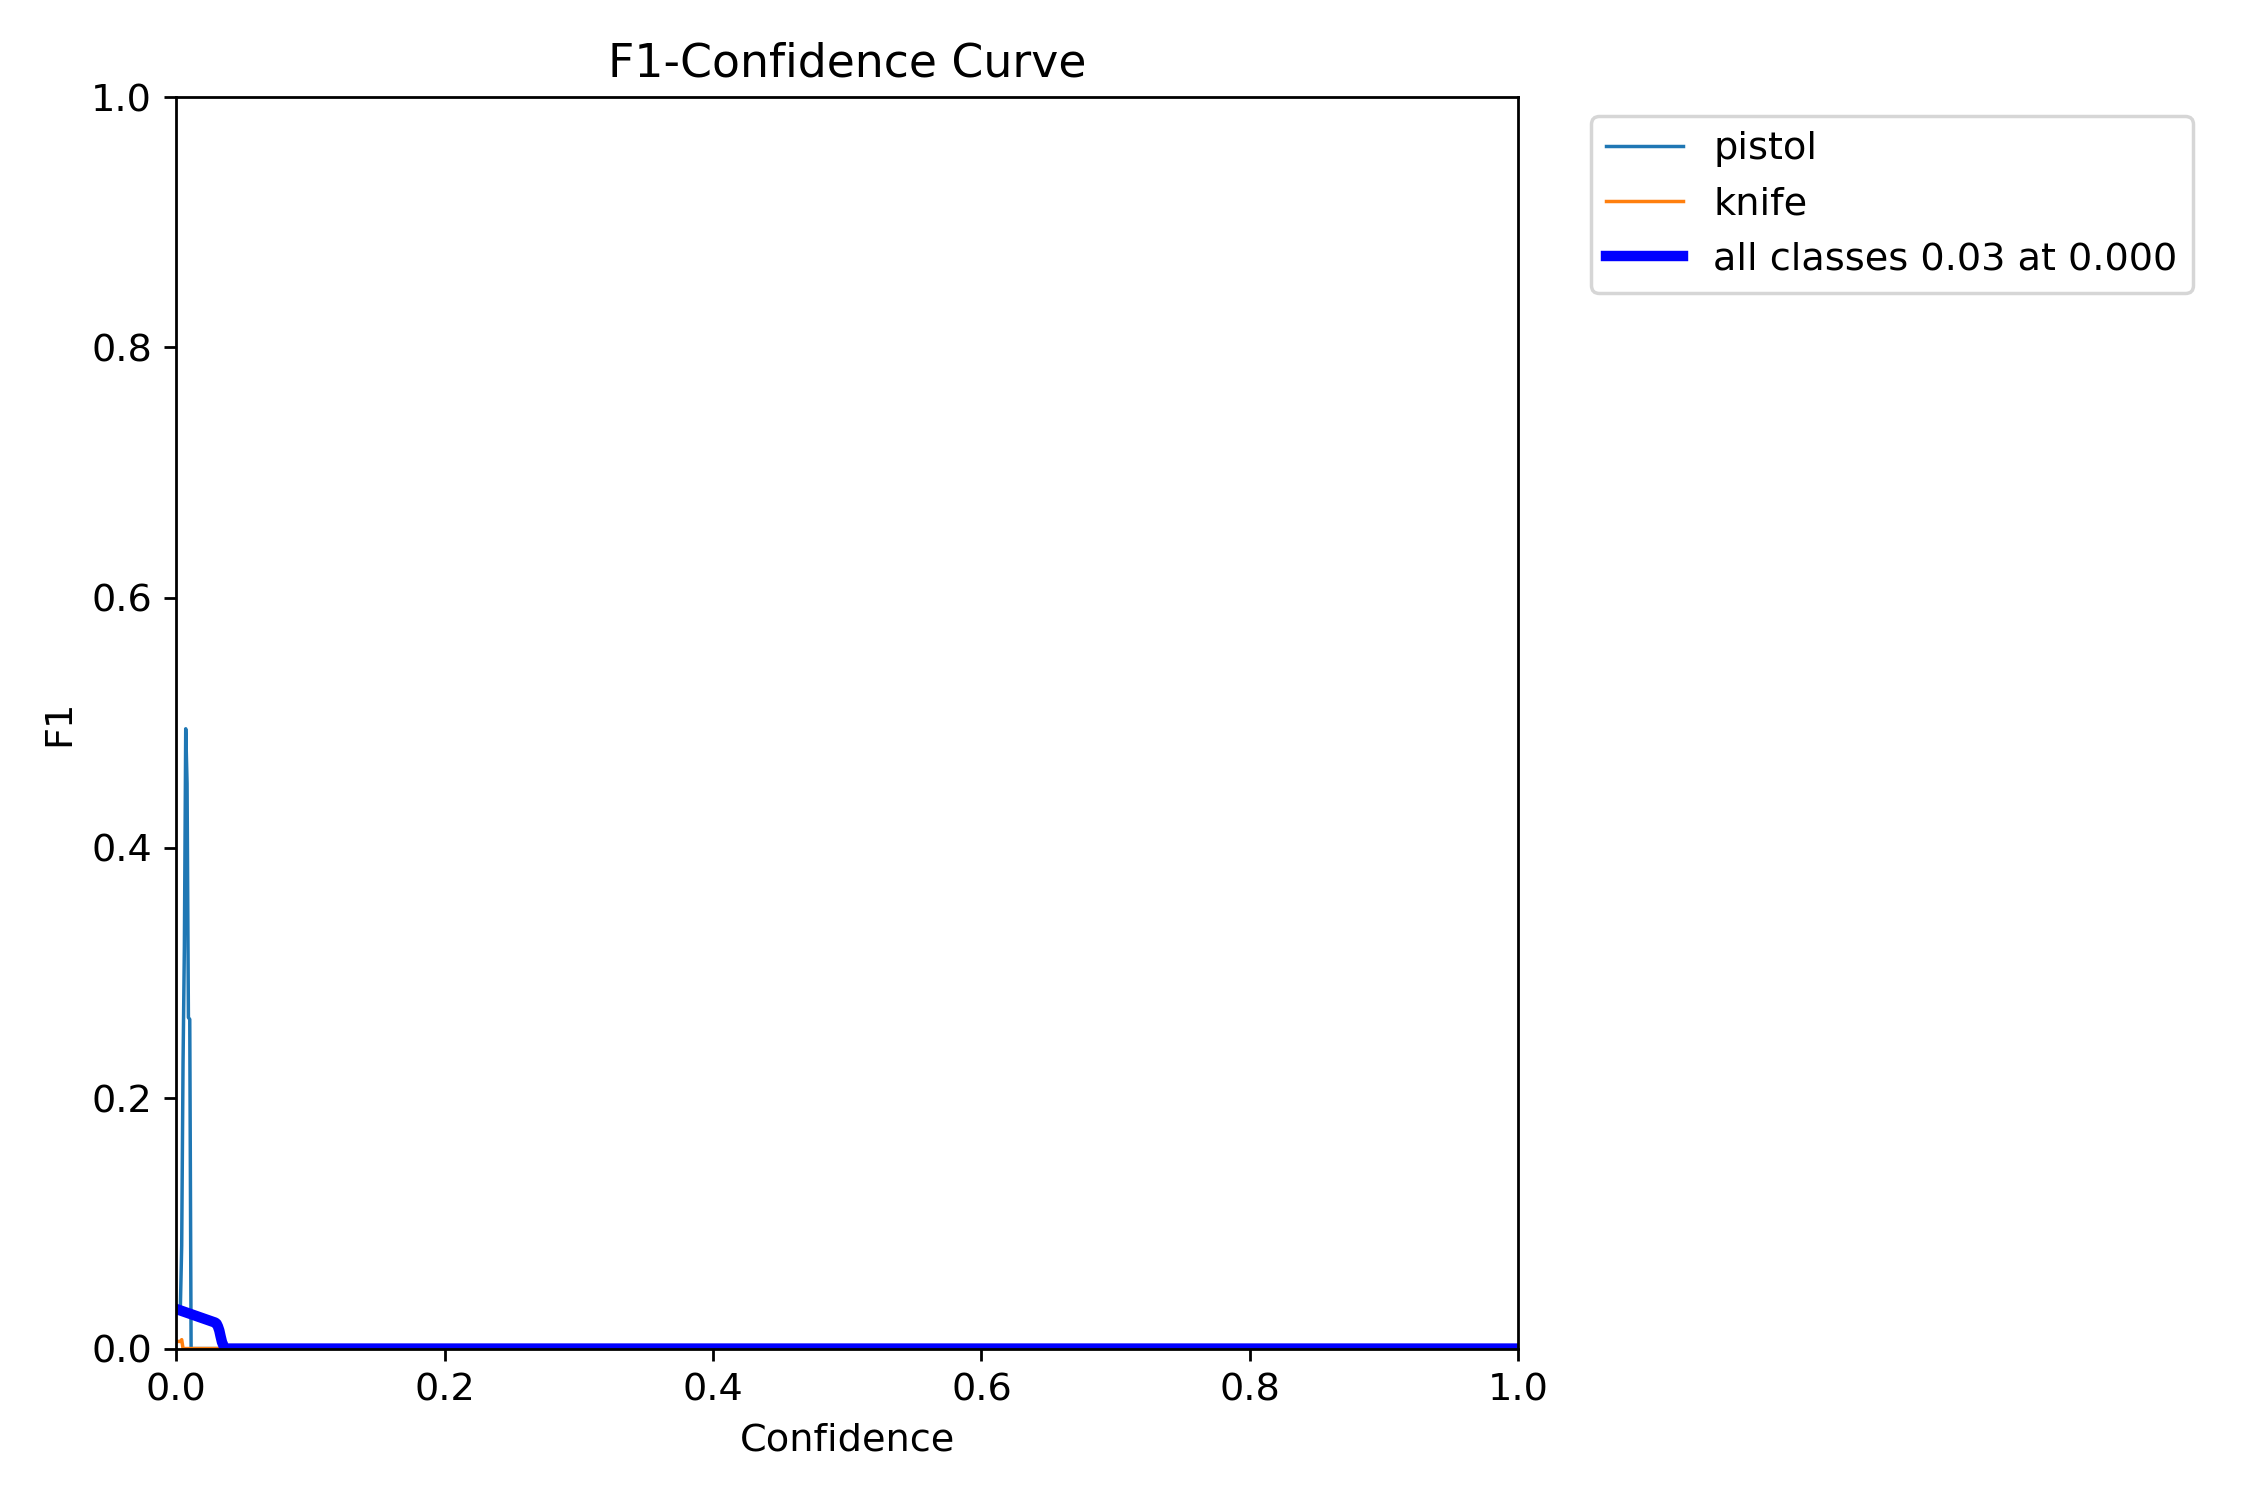 F1-Confidence Curve
1.0
0.8
0.6
0.4
0.2
0.0
F1
0.0 0.2 0.4 0.6 0.8 1.0
Confidence
pistol
knife
all classes 0.03 at 0.000